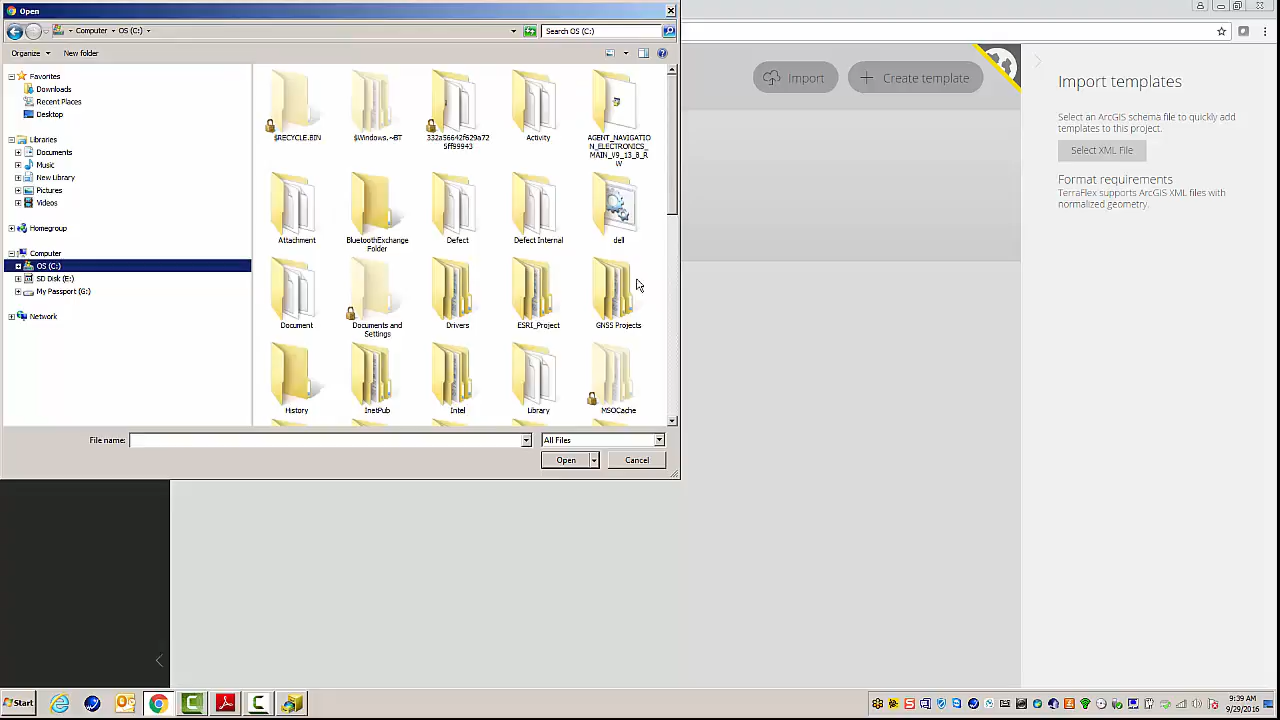 Open
Computer
OS (C:)
Search OS (C:)
Organize
New folder
Favorites
Downloads
Recent Places
Desktop
Libraries
Documents
Music
New Library
Pictures
Videos
Homegroup
Computer
OS (C:)
SD Disk (E:)
My Passport (G:)
Network
$RECYCLE.BIN
$Windows.~BT
332a56642f629a72
5ff99943
Activity
AGENT_NAVIGATIO
N_ELECTRONICS_
MAIN_V9_13_8_R
W
Attachment
BluetoothExchange
Folder
Defect
Defect Internal
dell
Document
Documents and
Settings
Drivers
ESRI_Project
GNSS Projects
History
InetPub
Intel
Library
MSOCache
File name:
All Files
Open
Cancel
Import
Create template
Import templates
Select an ArcGIS schema file to quickly add
templates to this project.
Select XML File
Format requirements
TerraFlex supports ArcGIS XML files with
normalized geometry.
Start
9:39 AM
9/29/2016